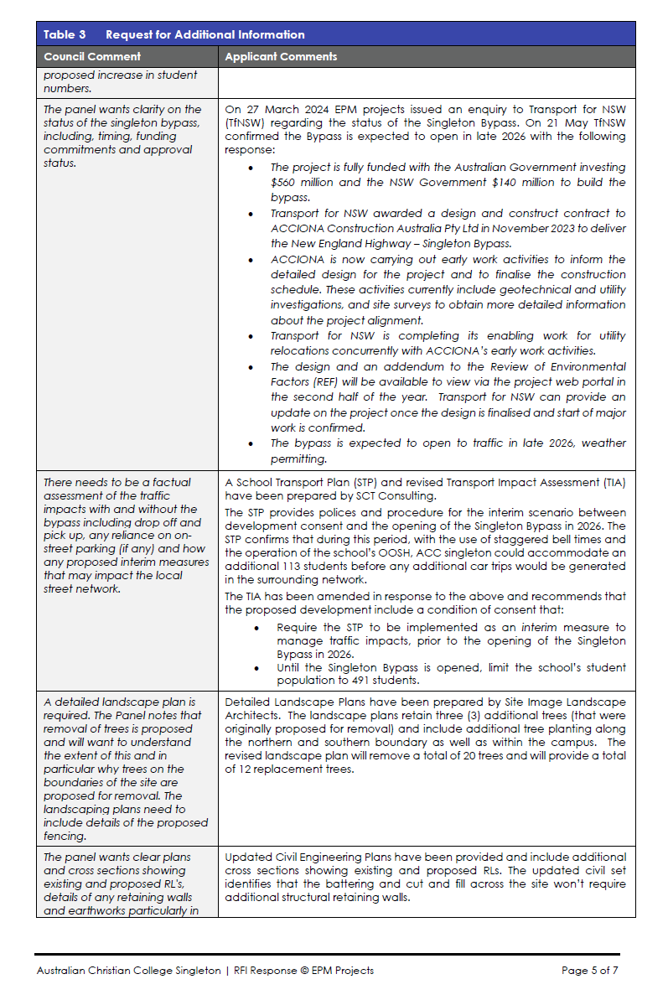 Table 3 Request for Additional Information
Council Comment
Applicant Comments
proposed increase in student
numbers.
The panel wants clarity on the
status of the singleton bypass,
including, timing, funding
commitments and approval
status.
On 27 March 2024 EPM projects issued an enquiry to Transport for NSW
(TfNSW) regarding the status of the Singleton Bypass. On 21 May TfNSW
confirmed the Bypass is expected to open in late 2026 with the following
response:
• The project is fully funded with the Australian Government investing
$560 million and the NSW Government $140 million to build the
bypass.
• Transport for NSW awarded a design and construct contract to
ACCIONA Construction Australia Pty Ltd in November 2023 to deliver
the New England Highway – Singleton Bypass.
• ACCIONA is now carrying out early work activities to inform the
detailed design for the project and to finalise the construction
schedule. These activities currently include geotechnical and utility
investigations, and site surveys to obtain more detailed information
about the project alignment.
• Transport for NSW is completing its enabling work for utility
relocations concurrently with ACCIONA's early work activities.
• The design and an addendum to the Review of Environmental
Factors (REF) will be available to view via the project web portal in
the second half of the year. Transport for NSW can provide an
update on the project once the design is finalised and start of major
work is confirmed.
• The bypass is expected to open to traffic in late 2026, weather
permitting.
There needs to be a factual
assessment of the traffic
impacts with and without the
bypass including drop off and
pick up, any reliance on on-
street parking (if any) and how
any proposed interim measures
that may impact the local
street network.
A School Transport Plan (STP) and revised Transport Impact Assessment (TIA)
have been prepared by SCT Consulting.
The STP provides polices and procedure for the interim scenario between
development consent and the opening of the Singleton Bypass in 2026. The
STP confirms that during this period, with the use of staggered bell times and
the operation of the school's OOSH, ACC singleton could accommodate an
additional 113 students before any additional car trips would be generated
in the surrounding network.
The TIA has been amended in response to the above and recommends that
the proposed development include a condition of consent that:
• Require the STP to be implemented as an interim measure to
manage traffic impacts, prior to the opening of the Singleton
Bypass in 2026.
• Until the Singleton Bypass is opened, limit the school's student
population to 491 students.
A detailed landscape plan is
required. The Panel notes that
removal of trees is proposed
and will want to understand
the extent of this and in
particular why trees on the
boundaries of the site are
proposed for removal. The
landscaping plans need to
include details of the proposed
fencing.
Detailed Landscape Plans have been prepared by Site Image Landscape
Architects. The landscape plans retain three (3) additional trees (that were
originally proposed for removal) and include additional tree planting along
the northern and southern boundary as well as within the campus. The
revised landscape plan will remove a total of 20 trees and will provide a total
of 12 replacement trees.
The panel wants clear plans
and cross sections showing
existing and proposed RL's,
details of any retaining walls
and earthworks particularly in
Updated Civil Engineering Plans have been provided and include additional
cross sections showing existing and proposed RLs. The updated civil set
identifies that the battering and cut and fill across the site won't require
additional structural retaining walls.
Australian Christian College Singleton | RFI Response © EPM Projects
Page 5 of 7